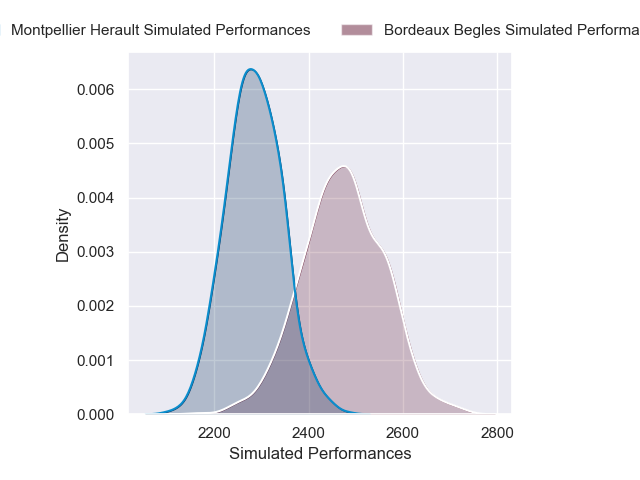 Montpellier Herault Simulated Performances
Bordeaux Begles Simulated Performa
0.006
0.005
0.004
0.003
0.002
0.001
0.000
Density
2200 2400 2600 2800
Simulated Performances